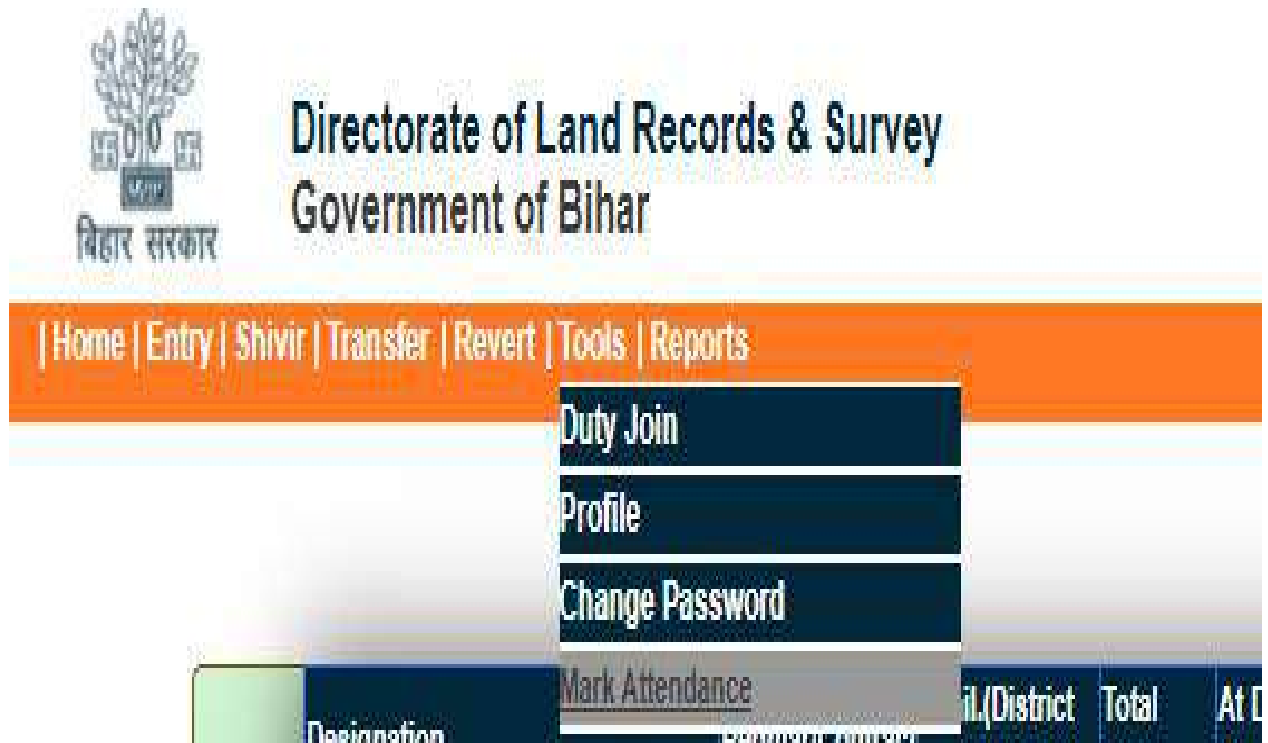 बिहार सरकार
Directorate of Land Records & Survey
Government of Bihar
| Home | Entry | Shivir | Transfer | Revert | Tools | Reports
Duty Join
Profile
Change Password
Mark Attendance
Designation
il.(District
Total
At